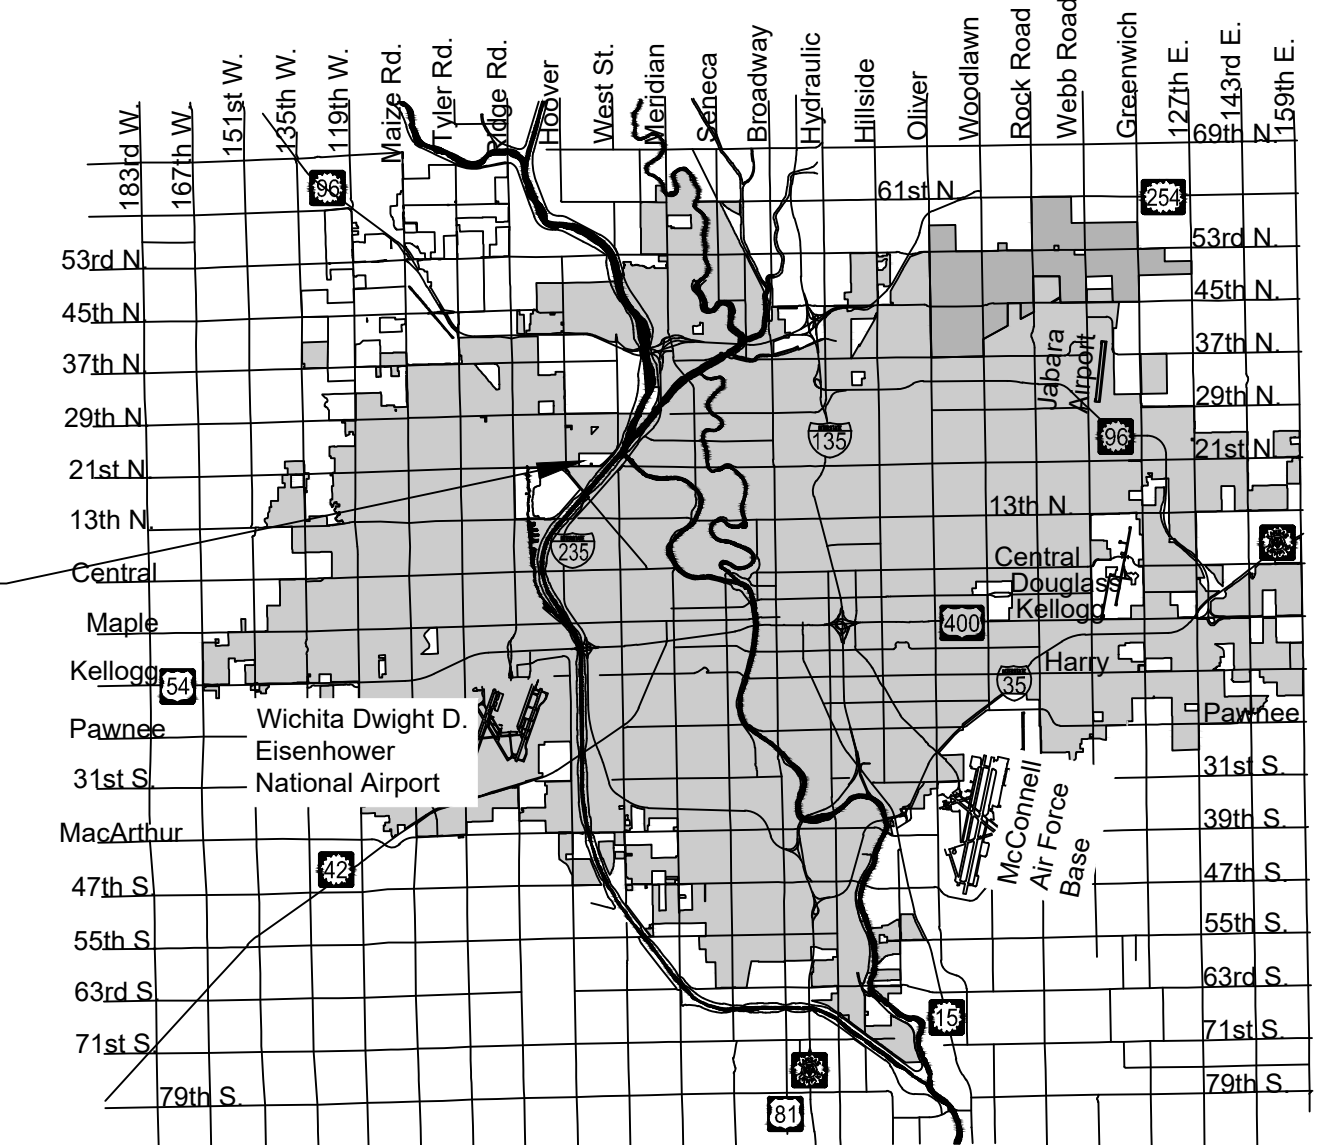 183rd W.
167th W.
151st W.
135th W.
119th W.
Maize Rd.
Tyler Rd.
Ridge Rd.
Hoover
West St.
Meridian
Seneca
Broadway
Hydraulic
Hillside
Oliver
Woodlawn
Rock Road
Webb Road
Greenwich
127th E.
143rd E.
159th E.
69th N.
96
61st N.
254
53rd N.
53rd N.
45th N.
45th N.
37th N.
37th N.
Jabara
Airport
29th N.
29th N
135
96
21st N.
21st N
13th N.
13th N.
235
Central
Central
Douglass
Kellogg
Maple
400
Kellogg
54
Harry
35
Pawnee
Pawnee
Wichita Dwight D.
Eisenhower
National Airport
31st S.
31st S.
McConnell
Air Force
Base
MacArthur
39th S.
42
47th S
47th S.
55th S
55th S.
63rd S.
63rd S.
15
71st S.
71st S.
79th S.
79th S.
81